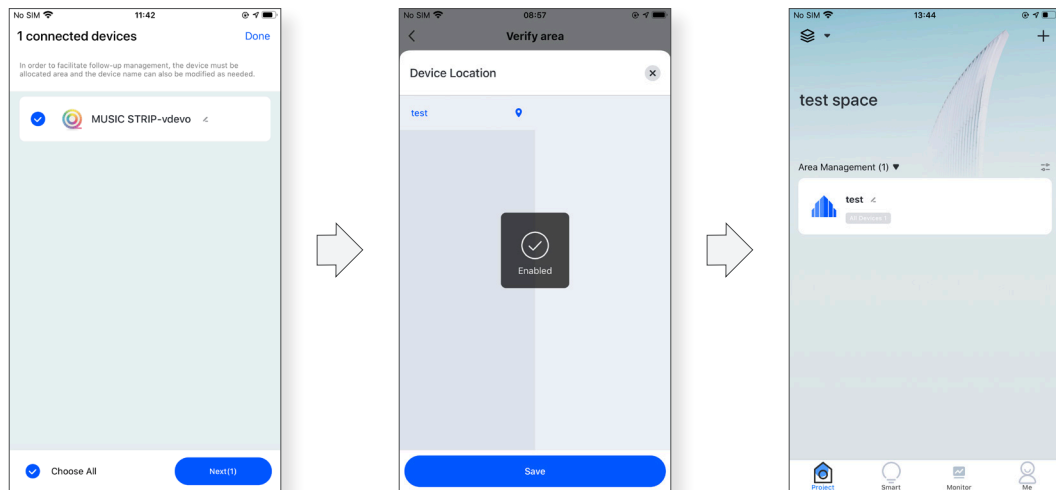 No SIM 11:42
1 connected devices Done
In order to facilitate follow-up management, the device must be
allocated area and the device name can also be modified as needed.
MUSIC STRIP-vdevo
Choose All Next(1)
No SIM 08:57
Verify area
Device Location
test
Enabled
Save
No SIM 13:44
test space
Area Management (1)
test
All Devices 1
Project Smart Monitor Me